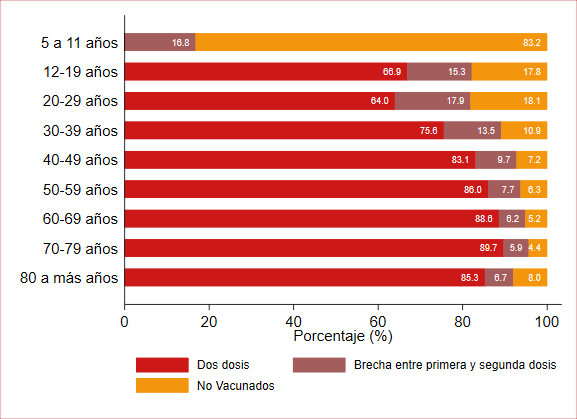 5 a 11 años 16.8 83.2
12-19 años 66.9 15.3 17.8
20-29 años 64.0 17.9 18.1
30-39 años 75.6 13.5 10.9
40-49 años 83.1 9.7 7.2
50-59 años 86.0 7.7 6.3
60-69 años 88.6 6.2 5.2
70-79 años 89.7 5.9 4.4
80 a más años 85.3 6.7 8.0
0 20 40 60 80 100
Porcentaje (%)
Dos dosis Brecha entre primera y segunda dosis
No Vacunados